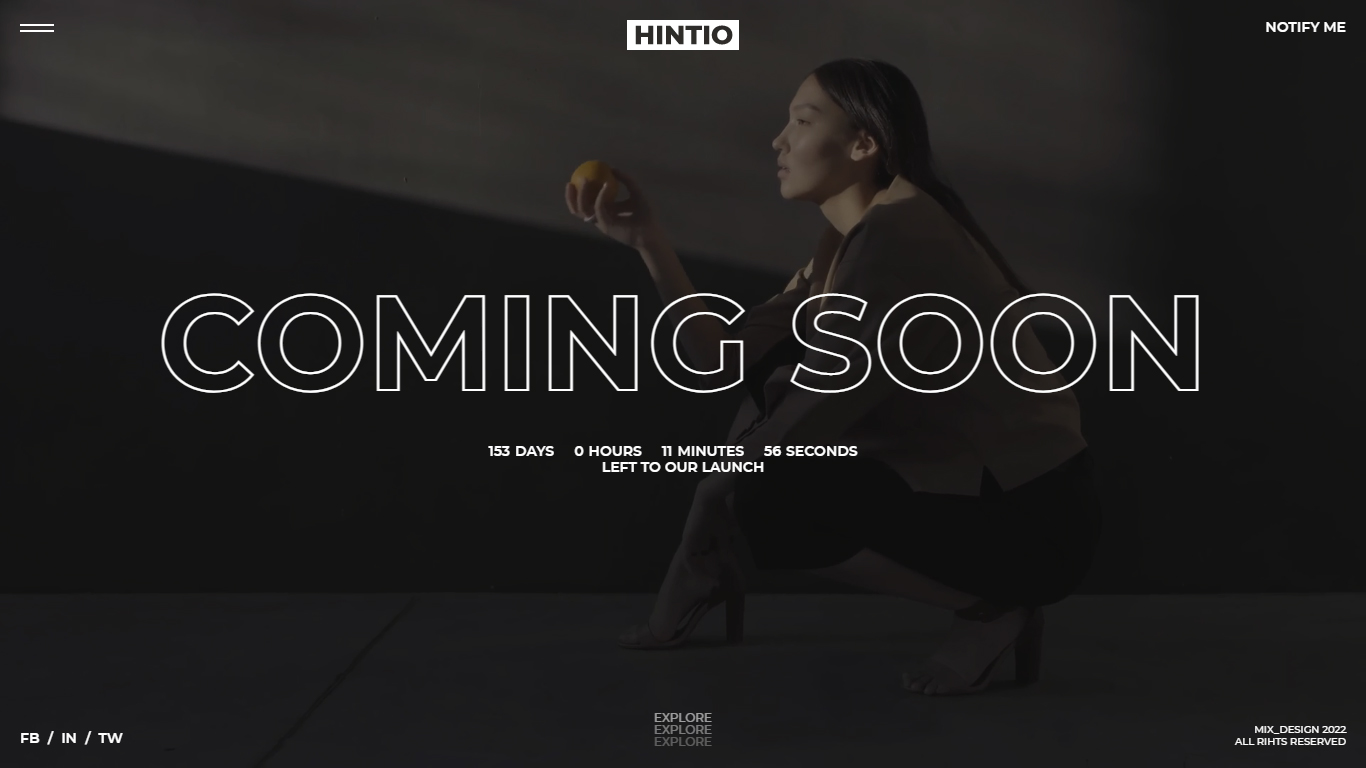 HINTIO
NOTIFY ME
COMING SOON
153 DAYS 0 HOURS 11 MINUTES 56 SECONDS
LEFT TO OUR LAUNCH
FB / IN / TW
EXPLORE
EXPLORE
EXPLORE
MIX_DESIGN 2022
ALL RIHTS RESERVED